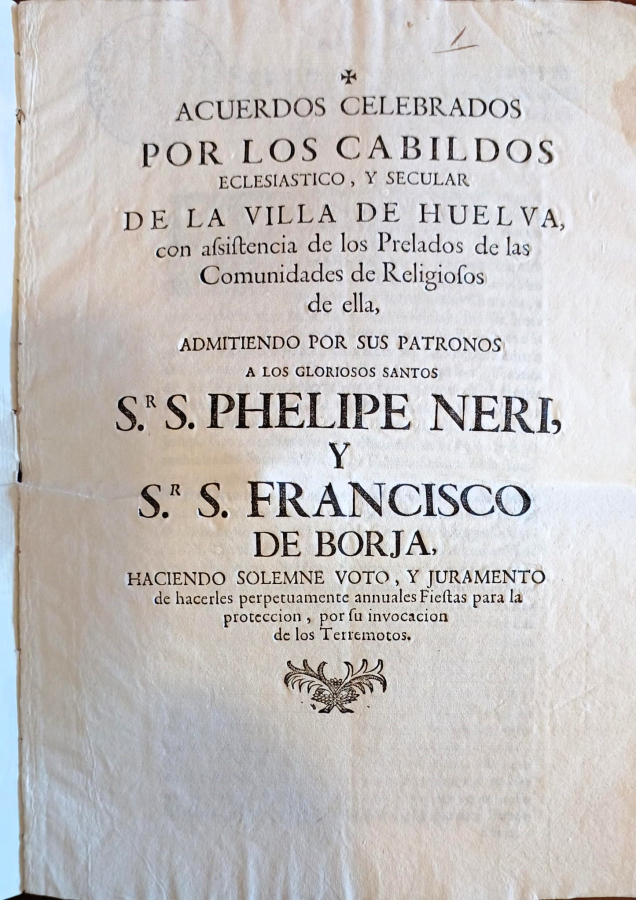 1
✠
ACUERDOS CELEBRADOS
POR LOS CABILDOS
ECLESIASTICO, Y SECULAR
DE LA VILLA DE HUELVA,
con aſsiſtencia de los Prelados de las
Comunidades de Religioſos
de ella,
ADMITIENDO POR SUS PATRONOS
A LOS GLORIOSOS SANTOS
S.ᴿ S. PHELIPE NERI,
Y
S.ᴿ S. FRANCISCO
DE BORJA,
HACIENDO SOLEMNE VOTO, Y JURAMENTO
de hacerles perpetuamente annuales Fieſtas para la
proteccion, por ſu invocacion
de los Terremotos.